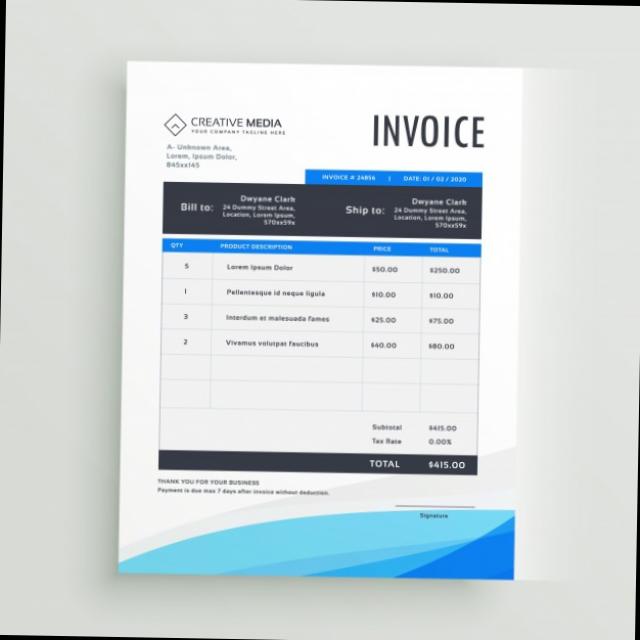 CREATIVE MEDIA
YOUR COMPANY TAGLINE HERE
INVOICE
A- Unknown Area,
Lorem, Ipsum Dolor,
845xx145
INVOICE # 24856 | DATE: 01 / 02 / 2020
Bill to:
Dwyane Clark
24 Dummy Street Area,
Location, Lorem Ipsum,
570xx59x
Ship to:
Dwyane Clark
24 Dummy Street Area,
Location, Lorem Ipsum,
570xx59x
QTY PRODUCT DESCRIPTION PRICE TOTAL
5 Lorem Ipsum Dolor $50.00 $250.00
1 Pellentesque id neque ligula $10.00 $10.00
3 Interdum et malesuada fames $25.00 $75.00
2 Vivamus volutpat faucibus $40.00 $80.00
Subtotal $415.00
Tax Rate 0.00%
TOTAL $415.00
THANK YOU FOR YOUR BUSINESS
Payment is due max 7 days after invoice without deduction.
Signature